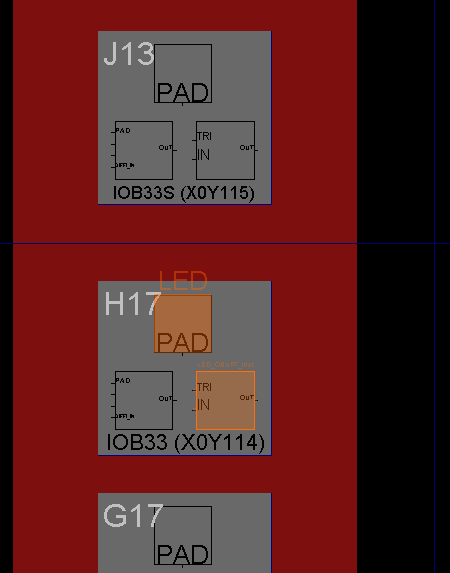 J13
PAD
PAD
OUT
DIFFI_IN
TRI
IN
OUT
IOB33S (X0Y115)
LED
H17
PAD
PAD
OUT
DIFFI_IN
TRI
IN
OUT
IOB33 (X0Y114)
G17
PAD